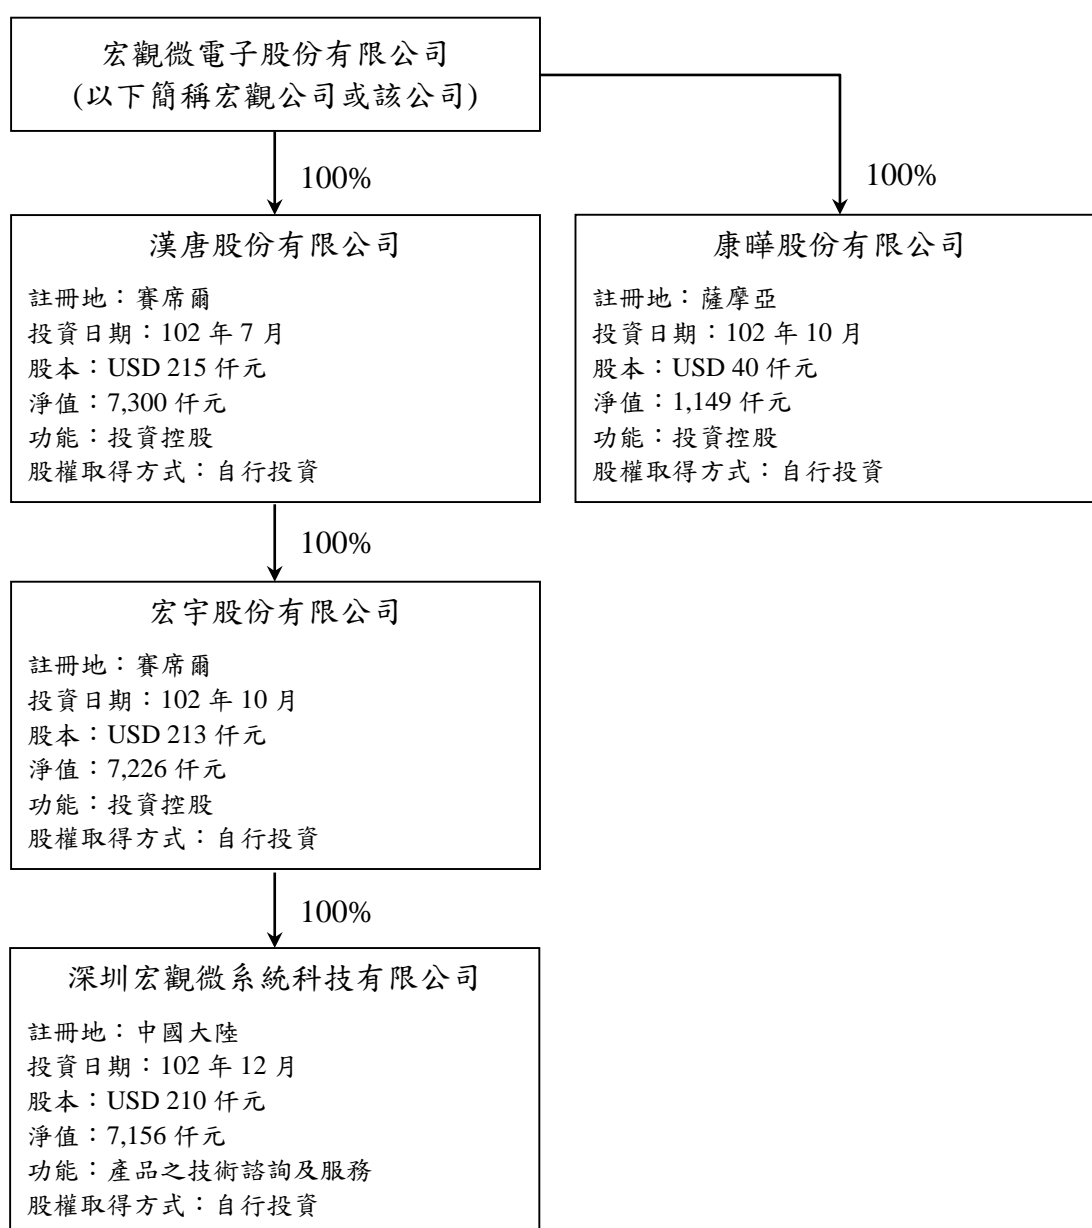 宏觀微電子股份有限公司
(以下簡稱宏觀公司或該公司)
100%
100%
漢唐股份有限公司
註冊地：賽席爾
投資日期：102 年 7 月
股本：USD 215 仟元
淨值：7,300 仟元
功能：投資控股
股權取得方式：自行投資
康曄股份有限公司
註冊地：薩摩亞
投資日期：102 年 10 月
股本：USD 40 仟元
淨值：1,149 仟元
功能：投資控股
股權取得方式：自行投資
100%
宏宇股份有限公司
註冊地：賽席爾
投資日期：102 年 10 月
股本：USD 213 仟元
淨值：7,226 仟元
功能：投資控股
股權取得方式：自行投資
100%
深圳宏觀微系統科技有限公司
註冊地：中國大陸
投資日期：102 年 12 月
股本：USD 210 仟元
淨值：7,156 仟元
功能：產品之技術諮詢及服務
股權取得方式：自行投資